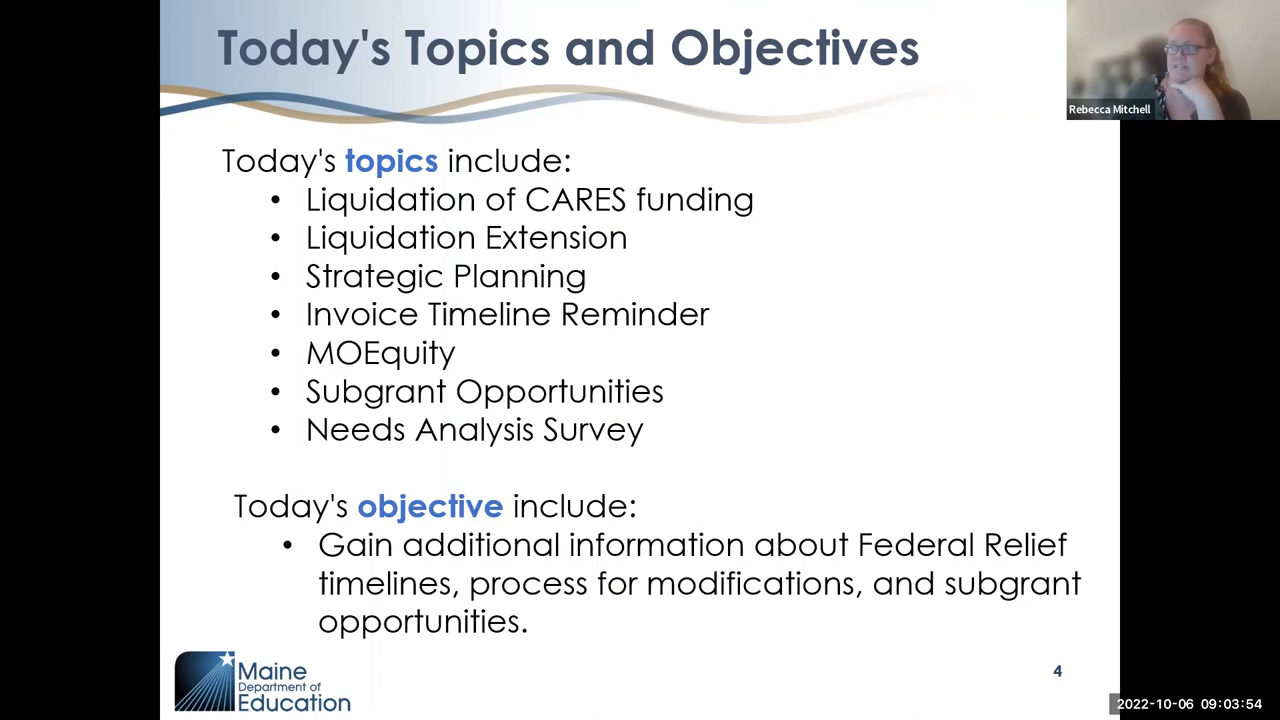 Today's Topics and Objectives
Rebecca Mitchell
Today's topics include:
• Liquidation of CARES funding
• Liquidation Extension
• Strategic Planning
• Invoice Timeline Reminder
• MOEquity
• Subgrant Opportunities
• Needs Analysis Survey
Today's objective include:
• Gain additional information about Federal Relief
timelines, process for modifications, and subgrant
opportunities.
Maine
Department of
Education
4
2022-10-06 09:03:54